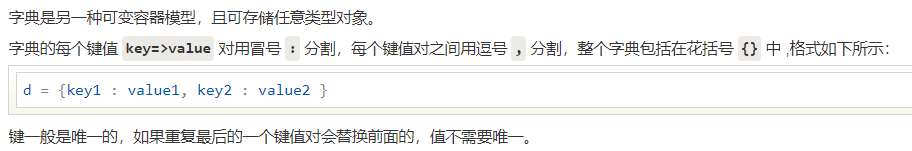 字典是另一种可变容器模型，且可存储任意类型对象。
字典的每个键值 key=>value 对用冒号 : 分割，每个键值对之间用逗号 , 分割，整个字典包括在花括号 {} 中 ,格式如下所示：
d = {key1 : value1, key2 : value2 }
键一般是唯一的，如果重复最后的一个键值对会替换前面的，值不需要唯一。